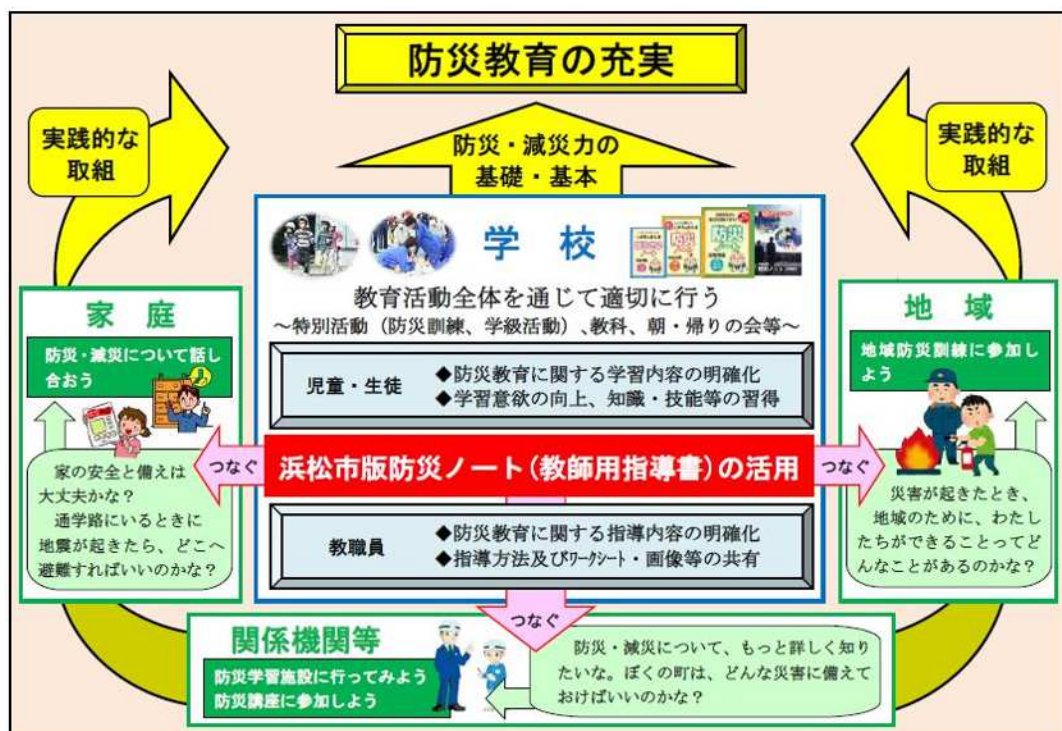 防災教育の充実
実践的な
取組
防災・減災力の
基礎・基本
実践的な
取組
学校
防災
ノート
教育活動全体を通じて適切に行う
～特別活動（防災訓練、学級活動）、教科、朝・帰りの会等～
児童・生徒
◆防災教育に関する学習内容の明確化
◆学習意欲の向上、知識・技能等の習得
つなぐ
浜松市版防災ノート（教師用指導書）の活用
つなぐ
教職員
◆防災教育に関する指導内容の明確化
◆指導方法及びﾜｰｸｼｰﾄ・画像等の共有
つなぐ
家庭
防災・減災について話し
合おう
家の安全と備えは
大丈夫かな？
通学路にいるときに
地震が起きたら、どこへ
避難すればいいのかな？
地域
地域防災訓練に参加し
よう
災害が起きたとき、
地域のために、わたし
たちができることってど
んなことがあるのかな？
関係機関等
防災学習施設に行ってみよう
防災講座に参加しよう
防災・減災について、もっと詳しく知り
たいな。ぼくの町は、どんな災害に備えて
おけばいいのかな？